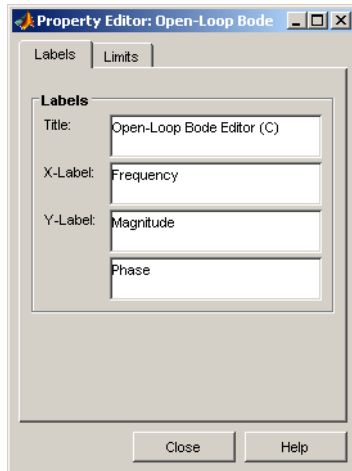 Property Editor: Open-Loop Bode
Labels Limits
Labels
Title: Open-Loop Bode Editor (C)
X-Label: Frequency
Y-Label: Magnitude
Phase
Close Help